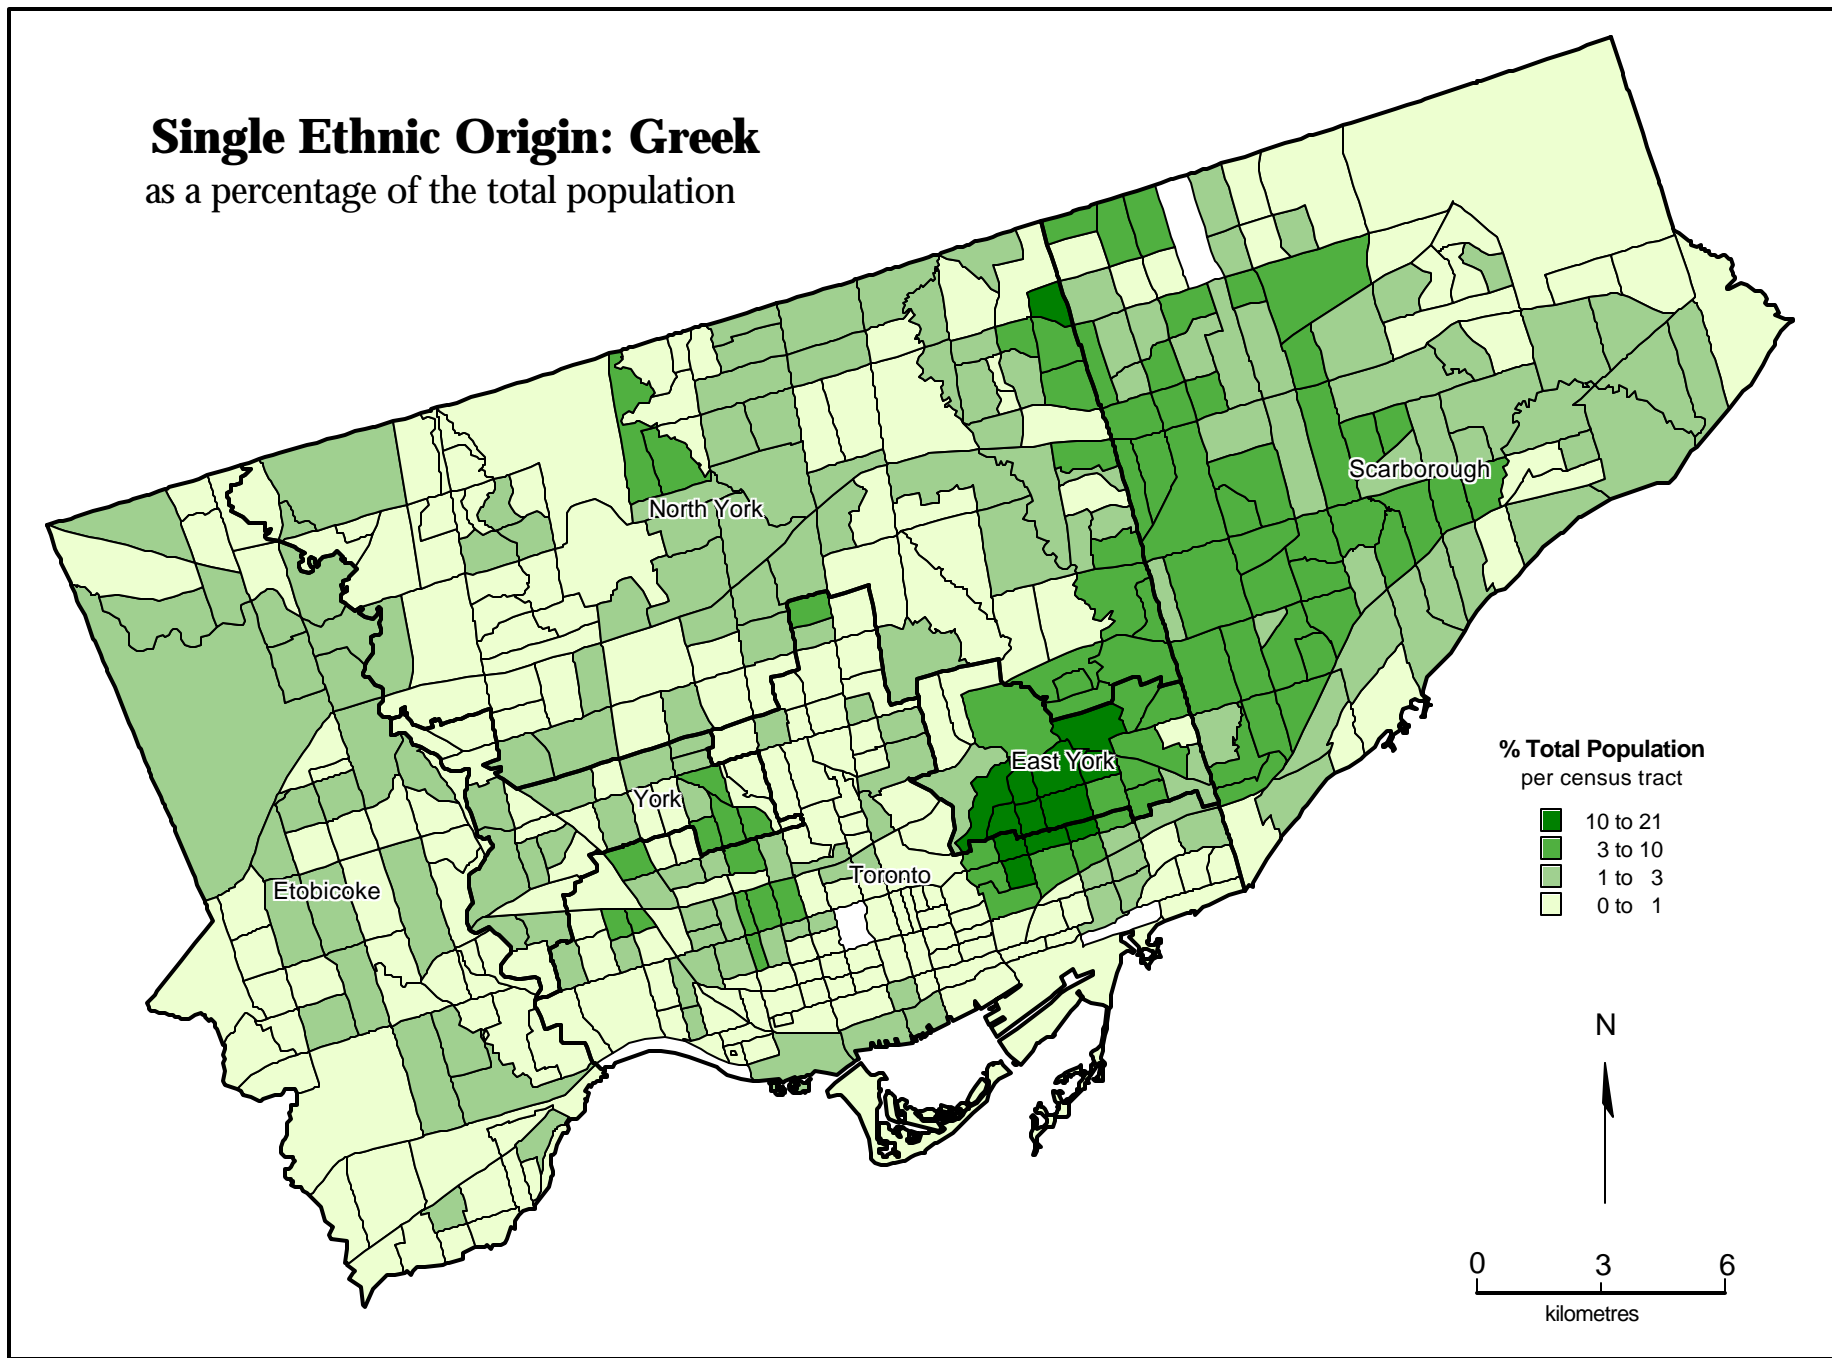 Single Ethnic Origin: Greek
as a percentage of the total population
Scarborough
North York
East York
York
Toronto
Etobicoke
% Total Population
per census tract
10 to 21
3 to 10
1 to 3
0 to 1
N
0 3 6
kilometres